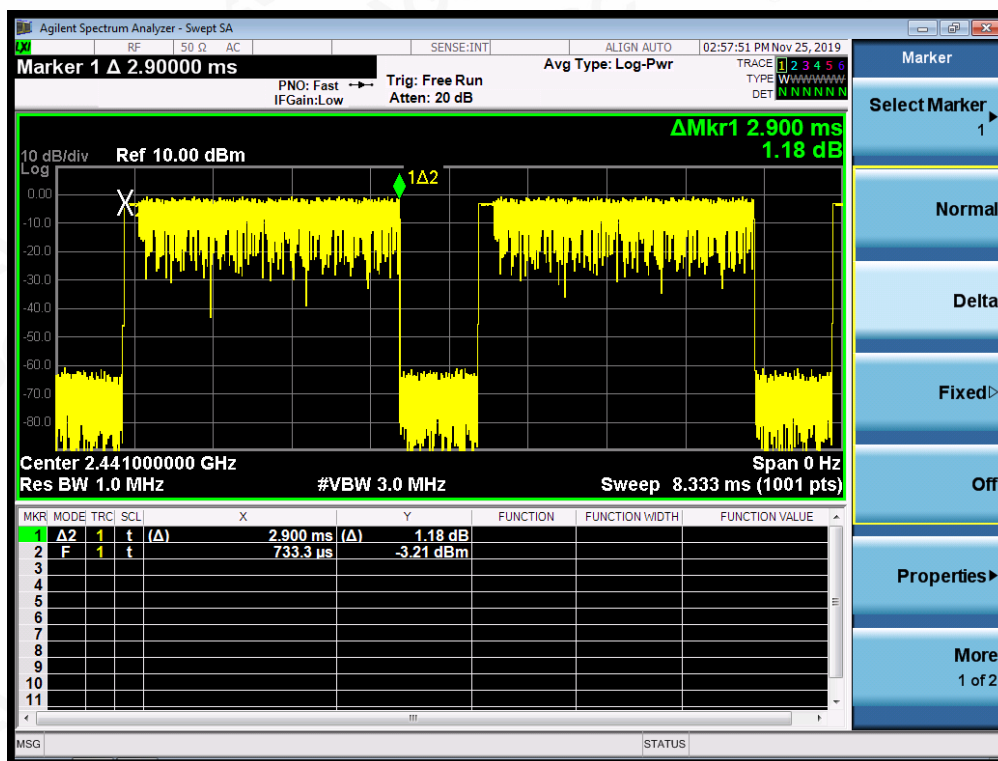 Agilent Spectrum Analyzer - Swept SA
LXI RF 50 Ω AC SENSE:INT ALIGN AUTO 02:57:51 PM Nov 25, 2019
Marker 1 Δ 2.90000 ms
PNO: Fast
IFGain:Low
Trig: Free Run
Atten: 20 dB
Avg Type: Log-Pwr
TRACE 1 2 3 4 5 6
TYPE WWWWWW
DET N N N N N N
ΔMkr1 2.900 ms
1.18 dB
10 dB/div Ref 10.00 dBm
Log
0.00
-10.0
-20.0
-30.0
-40.0
-50.0
-60.0
-70.0
-80.0
1Δ2
Center 2.441000000 GHz Span 0 Hz
Res BW 1.0 MHz #VBW 3.0 MHz Sweep 8.333 ms (1001 pts)
MKR MODE TRC SCL X Y FUNCTION FUNCTION WIDTH FUNCTION VALUE
1 Δ2 1 t (Δ) 2.900 ms (Δ) 1.18 dB
2 F 1 t 733.3 µs -3.21 dBm
3
4
5
6
7
8
9
10
11
MSG STATUS
Marker
Select Marker
1
Normal
Delta
Fixed
Off
Properties
More
1 of 2